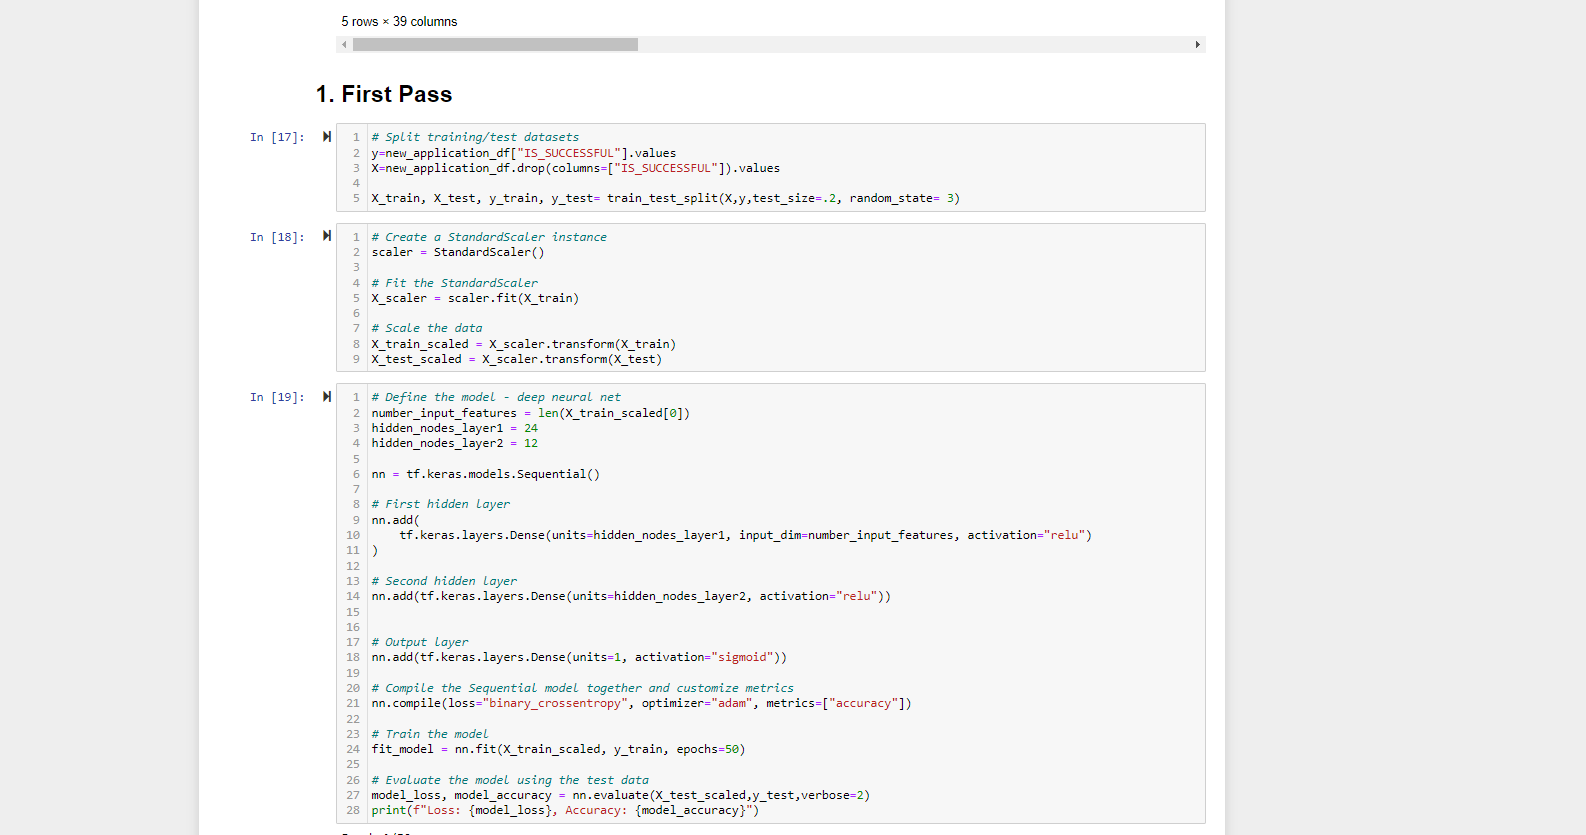 5 rows × 39 columns
1. First Pass
In [17]:
1 # Split training/test datasets
2 y=new_application_df["IS_SUCCESSFUL"].values
3 X=new_application_df.drop(columns=["IS_SUCCESSFUL"]).values
4
5 X_train, X_test, y_train, y_test= train_test_split(X,y,test_size=.2, random_state= 3)
In [18]:
1 # Create a StandardScaler instance
2 scaler = StandardScaler()
3
4 # Fit the StandardScaler
5 X_scaler = scaler.fit(X_train)
6
7 # Scale the data
8 X_train_scaled = X_scaler.transform(X_train)
9 X_test_scaled = X_scaler.transform(X_test)
In [19]:
1 # Define the model - deep neural net
2 number_input_features = len(X_train_scaled[0])
3 hidden_nodes_layer1 = 24
4 hidden_nodes_layer2 = 12
5
6 nn = tf.keras.models.Sequential()
7
8 # First hidden layer
9 nn.add(
10     tf.keras.layers.Dense(units=hidden_nodes_layer1, input_dim=number_input_features, activation="relu")
11 )
12
13 # Second hidden layer
14 nn.add(tf.keras.layers.Dense(units=hidden_nodes_layer2, activation="relu"))
15
16
17 # Output layer
18 nn.add(tf.keras.layers.Dense(units=1, activation="sigmoid"))
19
20 # Compile the Sequential model together and customize metrics
21 nn.compile(loss="binary_crossentropy", optimizer="adam", metrics=["accuracy"])
22
23 # Train the model
24 fit_model = nn.fit(X_train_scaled, y_train, epochs=50)
25
26 # Evaluate the model using the test data
27 model_loss, model_accuracy = nn.evaluate(X_test_scaled,y_test,verbose=2)
28 print(f"Loss: {model_loss}, Accuracy: {model_accuracy}")